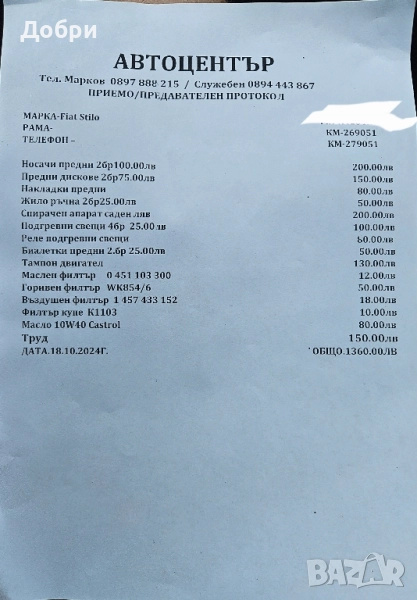 Добри
АВТОЦЕНТЪР
Тел. Марков 0897 888 215 / Служебен 0894 443 867
ПРИЕМО/ПРЕДАВАТЕЛЕН ПРОТОКОЛ
МАРКА-Fiat Stilo
РАМА- КМ-269051
ТЕЛЕФОН – КМ-279051
Носачи предни 2бр100.00лв 200.00лв
Предни дискове 2бр75.00лв 150.00лв
Накладки предни 80.00лв
Жило ръчна 2бр25.00лв 50.00лв
Спирачен апарат саден ляв 200.00лв
Подгревни свещи 4бр 25.00лв 100.00лв
Реле подгревни свещи 60.00лв
Биалетки предни 2.бр 25.00лв 50.00лв
Тампон двигател 130.00лв
Маслен филтър 0 451 103 300 12.00лв
Горивен филтър WK854/6 50.00лв
Въздушен филтър 1 457 433 152 18.00лв
Филтър купе K1103 10.00лв
Масло 10W40 Castrol 80.00лв
Труд 150.00лв
ДАТА.18.10.2024Г. ОБЩО.1360.00ЛВ
BAZAR